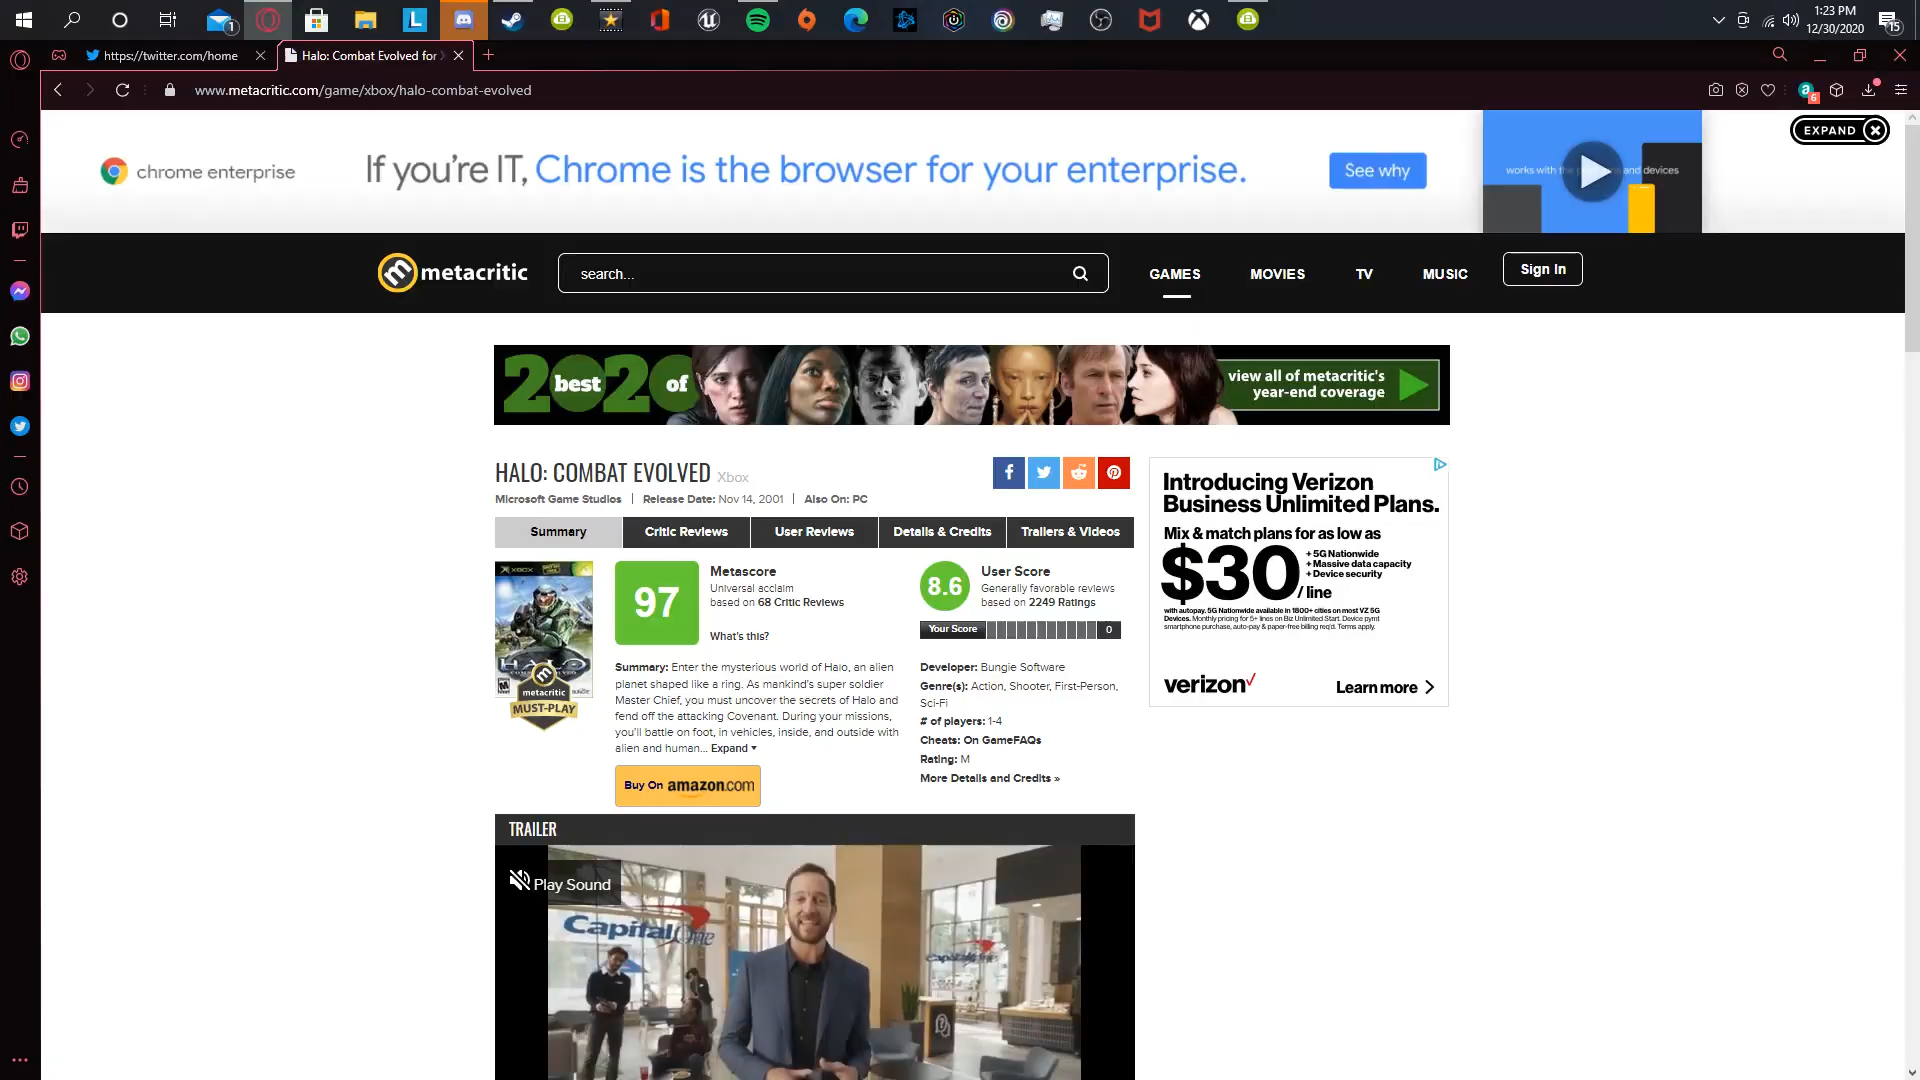 1
1:23 PM
12/30/2020
15
https://twitter.com/home
Halo: Combat Evolved for
www.metacritic.com/game/xbox/halo-combat-evolved
6
chrome enterprise
If you're IT, Chrome is the browser for your enterprise.
See why
EXPAND
metacritic
search...
GAMES
MOVIES
TV
MUSIC
Sign In
2020
best of
view all of metacritic's
year-end coverage
HALO: COMBAT EVOLVED Xbox
Microsoft Game Studios | Release Date: Nov 14, 2001 | Also On: PC
Summary
Critic Reviews
User Reviews
Details & Credits
Trailers & Videos
XBOX
HALO
metacritic
MUST-PLAY
97
Metascore
Universal acclaim
based on 68 Critic Reviews
What's this?
8.6
User Score
Generally favorable reviews
based on 2249 Ratings
Your Score
0
Summary: Enter the mysterious world of Halo, an alien
planet shaped like a ring. As mankind's super soldier
Master Chief, you must uncover the secrets of Halo and
fend off the attacking Covenant. During your missions,
you'll battle on foot, in vehicles, inside, and outside with
alien and human... Expand
Buy On amazon.com
Developer: Bungie Software
Genre(s): Action, Shooter, First-Person,
Sci-Fi
# of players: 1-4
Cheats: On GameFAQs
Rating: M
More Details and Credits »
Introducing Verizon
Business Unlimited Plans.
Mix & match plans for as low as
$30/line
+ 5G Nationwide
+ Massive data capacity
+ Device security
with autopay. 5G Nationwide available in 1800+ cities on most VZ 5G
Devices. Monthly pricing for 5+ lines on Biz Unlimited Start. Device pymt
smartphone purchase, auto-pay & paper-free billing req'd. Terms apply.
verizon
Learn more
TRAILER
Play Sound
Capital One
Capital One